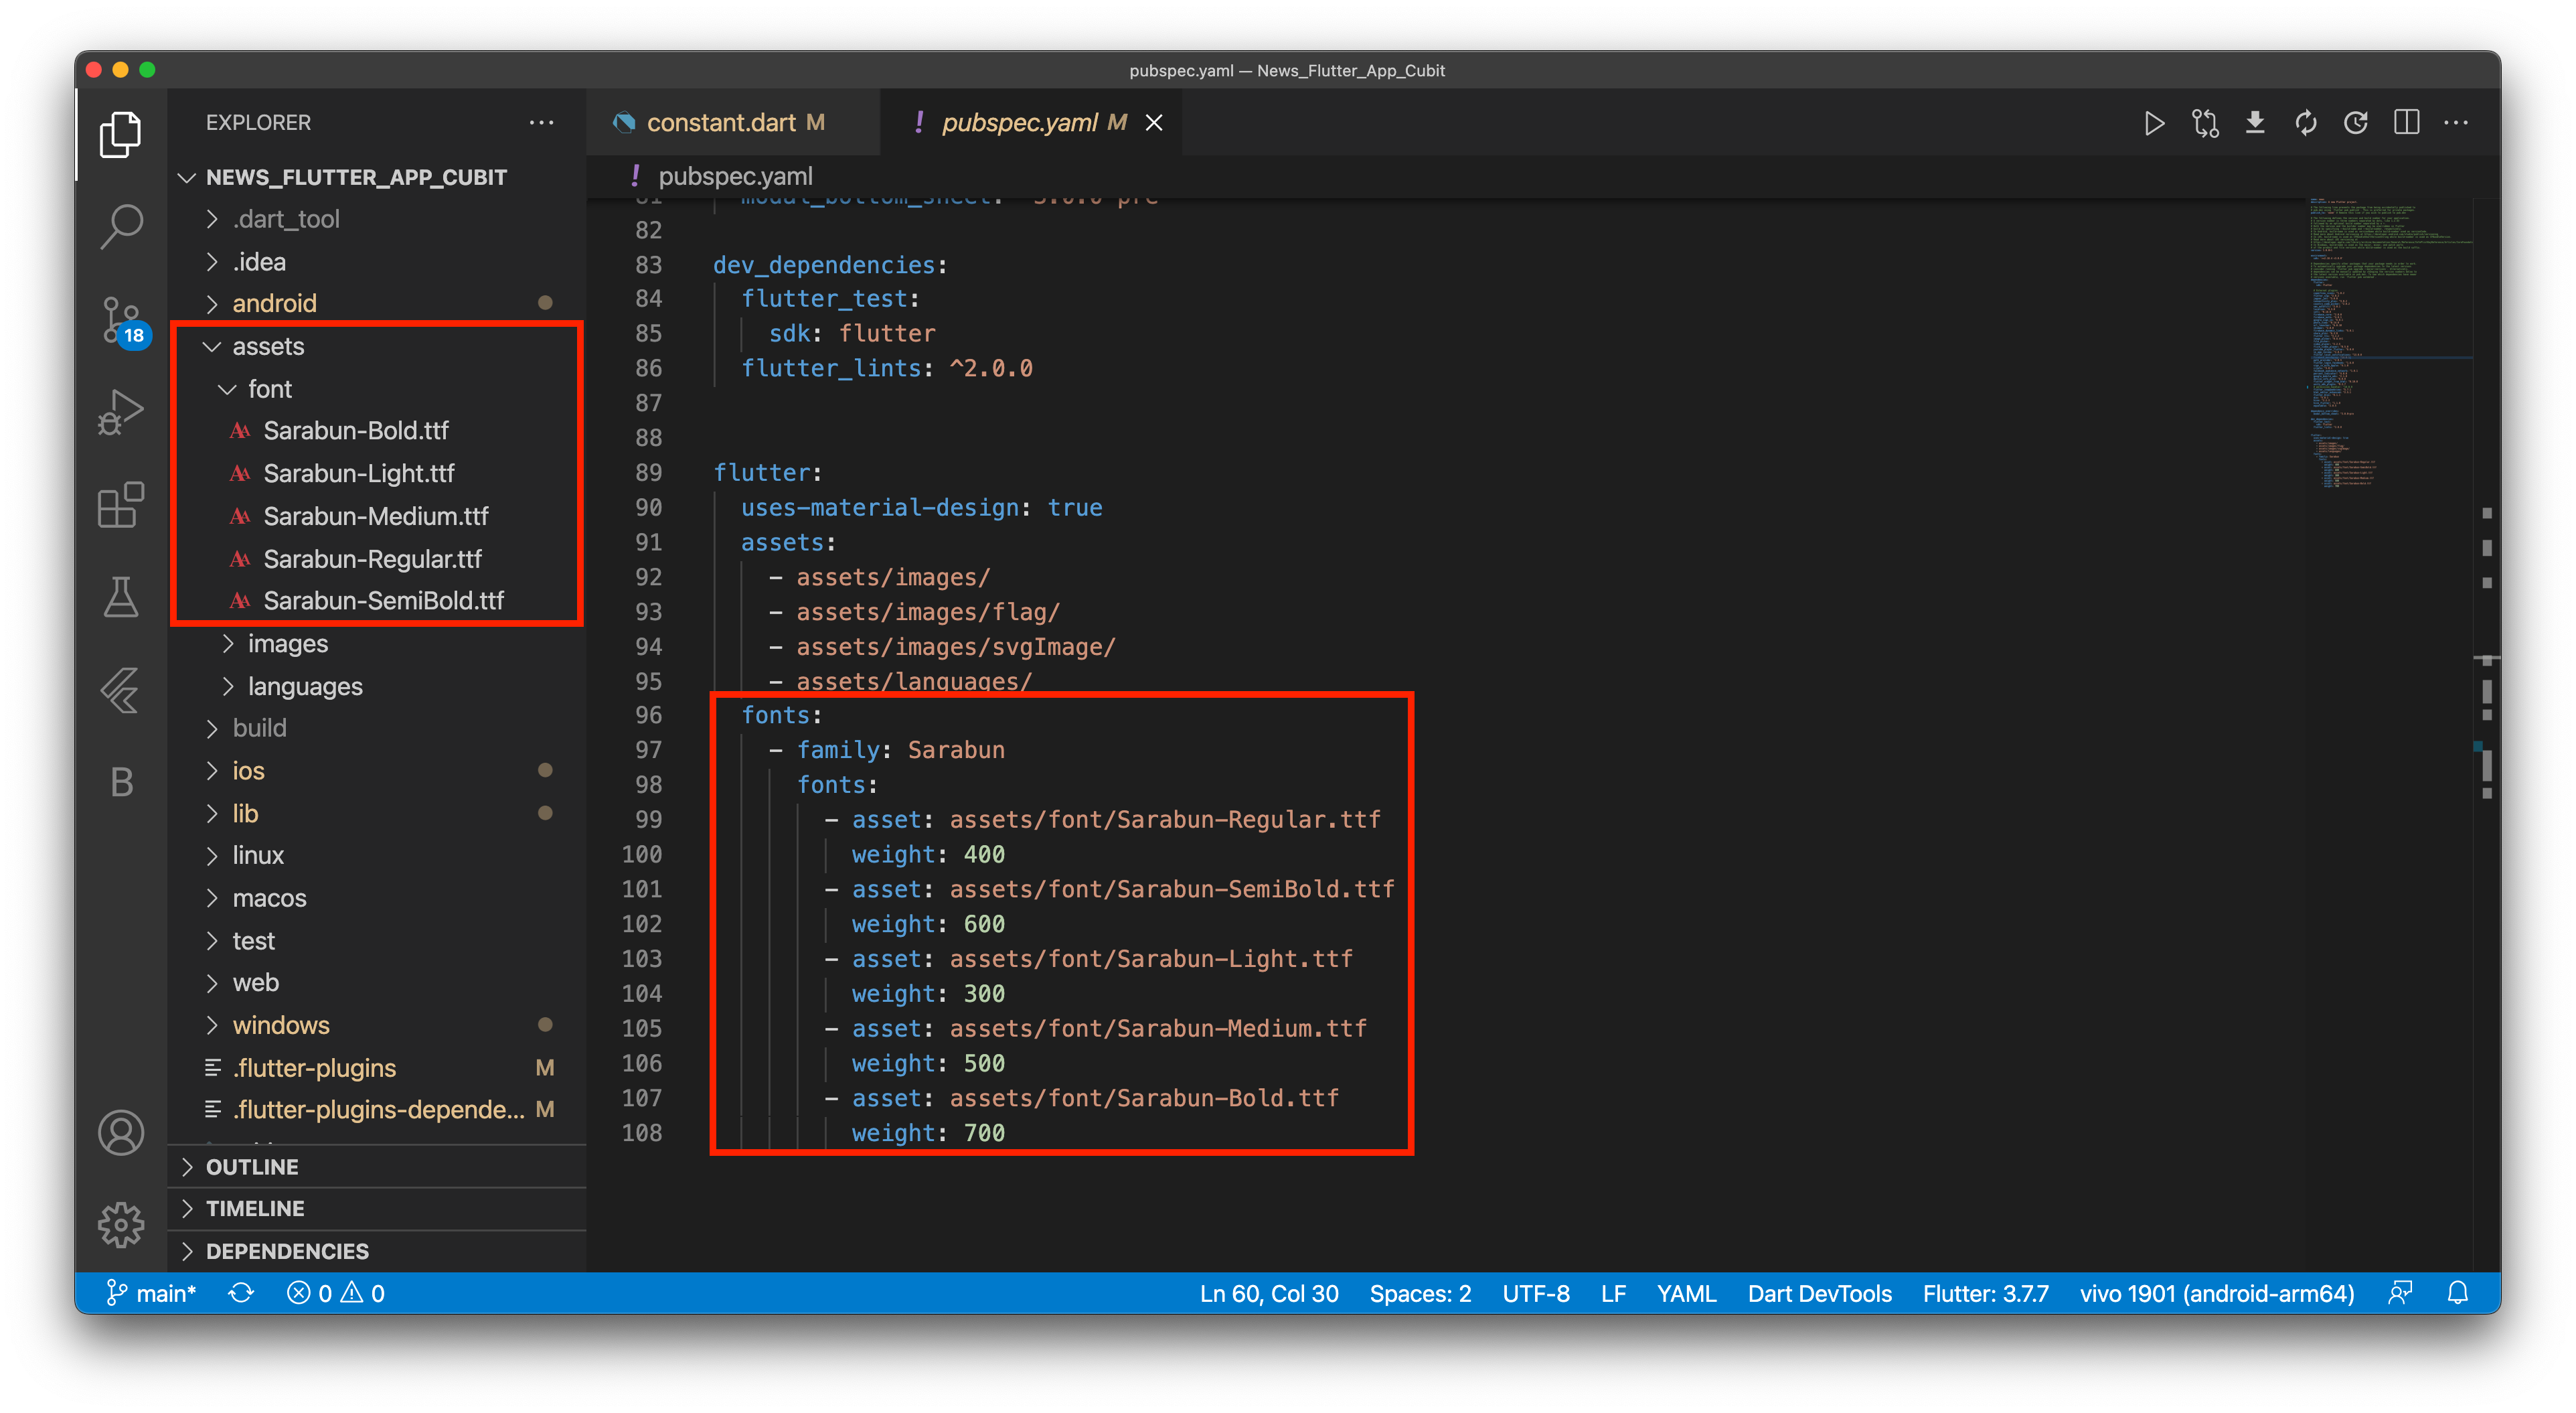 pubspec.yaml — News_Flutter_App_Cubit
EXPLORER
constant.dart M
! pubspec.yaml M
! pubspec.yaml
NEWS_FLUTTER_APP_CUBIT
.dart_tool
.idea
android
assets
font
Sarabun-Bold.ttf
Sarabun-Light.ttf
Sarabun-Medium.ttf
Sarabun-Regular.ttf
Sarabun-SemiBold.ttf
images
languages
build
ios
lib
linux
macos
test
web
windows
.flutter-plugins M
.flutter-plugins-depende... M
OUTLINE
TIMELINE
DEPENDENCIES
18
B
82
83 dev_dependencies:
84 flutter_test:
85 sdk: flutter
86 flutter_lints: ^2.0.0
87
88
89 flutter:
90 uses-material-design: true
91 assets:
92 - assets/images/
93 - assets/images/flag/
94 - assets/images/svgImage/
95 - assets/languages/
96 fonts:
97 - family: Sarabun
98 fonts:
99 - asset: assets/font/Sarabun-Regular.ttf
100 weight: 400
101 - asset: assets/font/Sarabun-SemiBold.ttf
102 weight: 600
103 - asset: assets/font/Sarabun-Light.ttf
104 weight: 300
105 - asset: assets/font/Sarabun-Medium.ttf
106 weight: 500
107 - asset: assets/font/Sarabun-Bold.ttf
108 weight: 700
main* 0 0 Ln 60, Col 30 Spaces: 2 UTF-8 LF YAML Dart DevTools Flutter: 3.7.7 vivo 1901 (android-arm64)